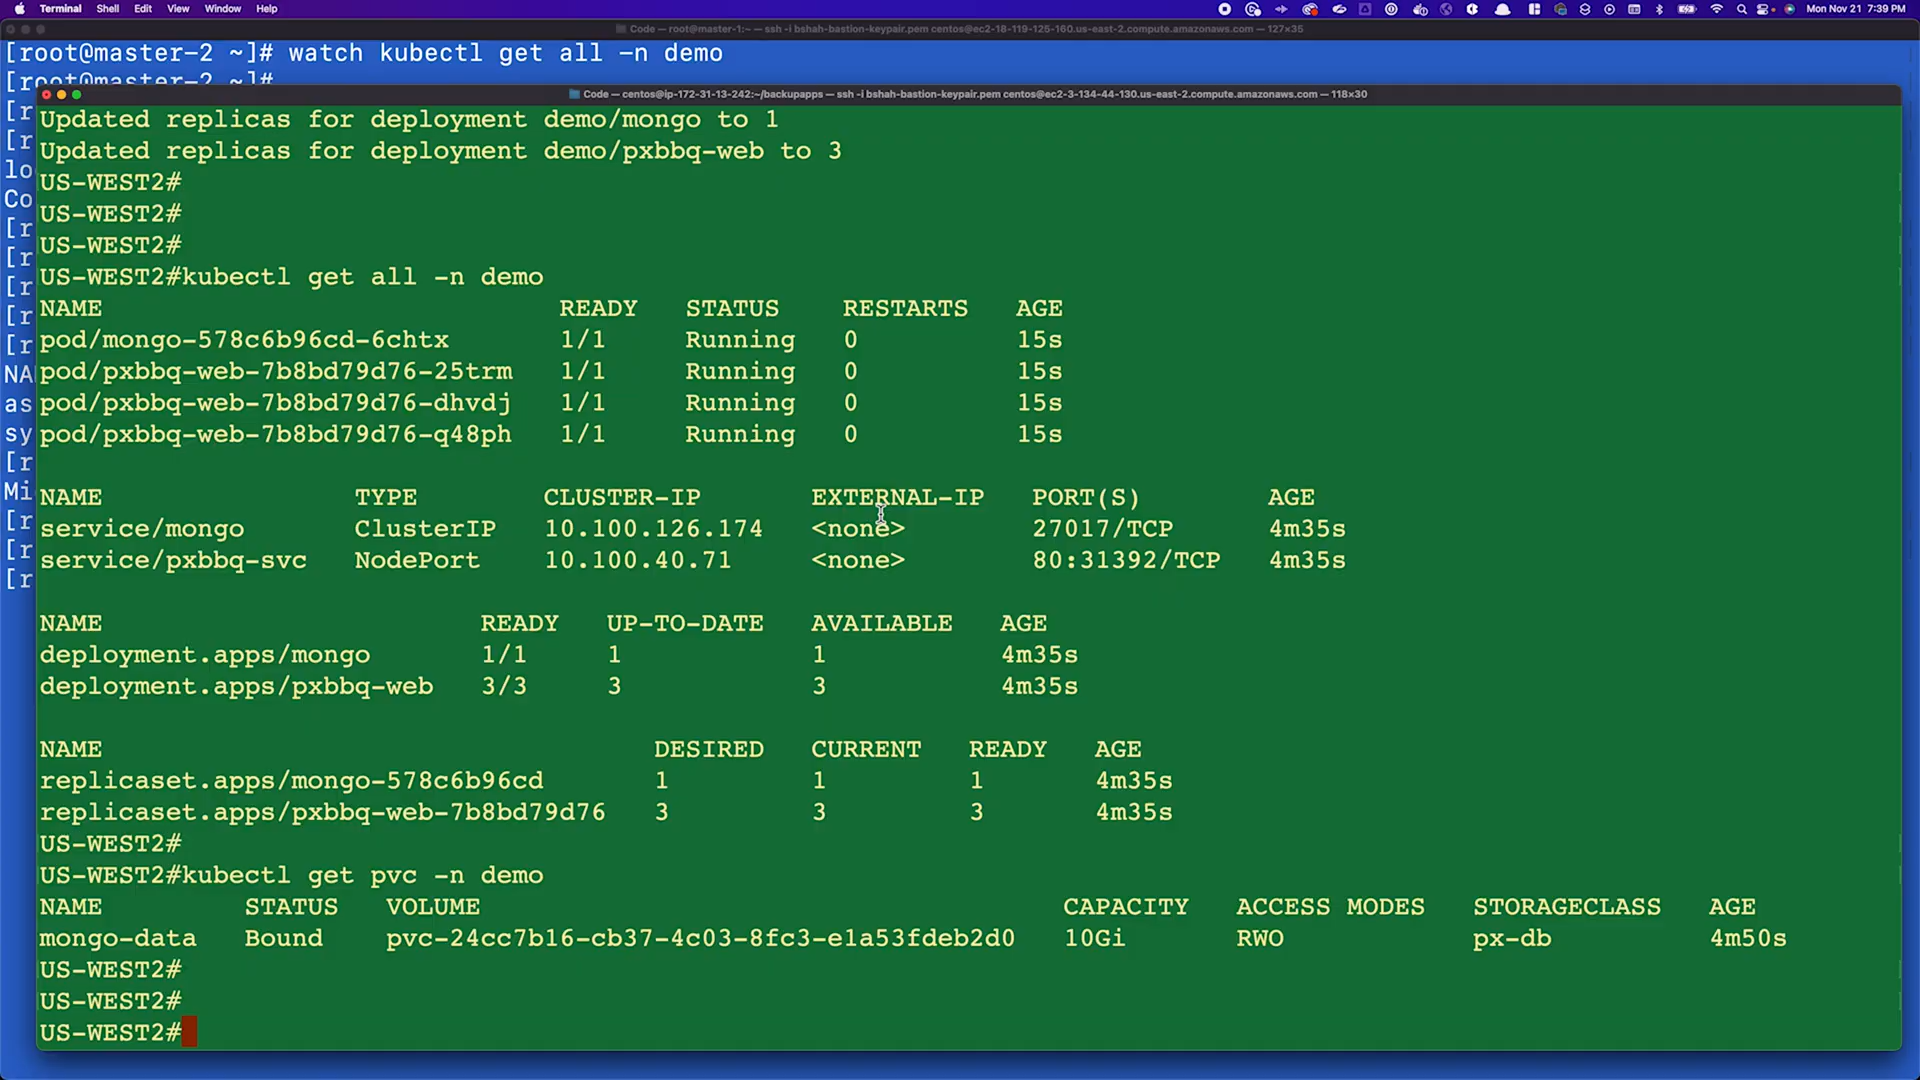 Terminal Shell Edit View Window Help Mon Nov 21 7:39 PM
Code — root@master-1:~ — ssh -i bshah-bastion-keypair.pem centos@ec2-18-119-125-160.us-east-2.compute.amazonaws.com — 127×35
[root@master-2 ~]# watch kubectl get all -n demo
[root@master-2 ~]#
Code — centos@ip-172-31-13-242:~/backupapps — ssh -i bshah-bastion-keypair.pem centos@ec2-3-134-44-130.us-east-2.compute.amazonaws.com — 118×30
Updated replicas for deployment demo/mongo to 1
Updated replicas for deployment demo/pxbbq-web to 3
US-WEST2#
US-WEST2#
US-WEST2#
US-WEST2#kubectl get all -n demo
NAME READY STATUS RESTARTS AGE
pod/mongo-578c6b96cd-6chtx 1/1 Running 0 15s
pod/pxbbq-web-7b8bd79d76-25trm 1/1 Running 0 15s
pod/pxbbq-web-7b8bd79d76-dhvdj 1/1 Running 0 15s
pod/pxbbq-web-7b8bd79d76-q48ph 1/1 Running 0 15s
NAME TYPE CLUSTER-IP EXTERNAL-IP PORT(S) AGE
service/mongo ClusterIP 10.100.126.174 <none> 27017/TCP 4m35s
service/pxbbq-svc NodePort 10.100.40.71 <none> 80:31392/TCP 4m35s
NAME READY UP-TO-DATE AVAILABLE AGE
deployment.apps/mongo 1/1 1 1 4m35s
deployment.apps/pxbbq-web 3/3 3 3 4m35s
NAME DESIRED CURRENT READY AGE
replicaset.apps/mongo-578c6b96cd 1 1 1 4m35s
replicaset.apps/pxbbq-web-7b8bd79d76 3 3 3 4m35s
US-WEST2#
US-WEST2#kubectl get pvc -n demo
NAME STATUS VOLUME CAPACITY ACCESS MODES STORAGECLASS AGE
mongo-data Bound pvc-24cc7b16-cb37-4c03-8fc3-e1a53fdeb2d0 10Gi RWO px-db 4m50s
US-WEST2#
US-WEST2#
US-WEST2#